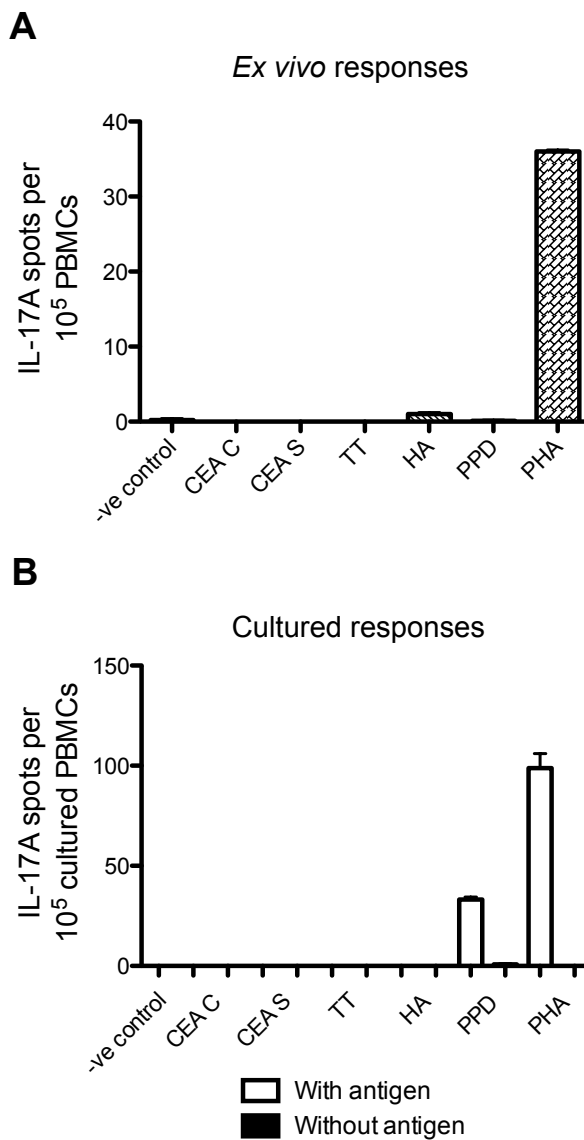 A
Ex vivo responses
IL-17A spots per
10⁵ PBMCs
40
30
20
10
0
-ve control
CEA C
CEA S
TT
HA
PPD
PHA
B
Cultured responses
IL-17A spots per
10⁵ cultured PBMCs
150
100
50
0
-ve control
CEA C
CEA S
TT
HA
PPD
PHA
With antigen
Without antigen